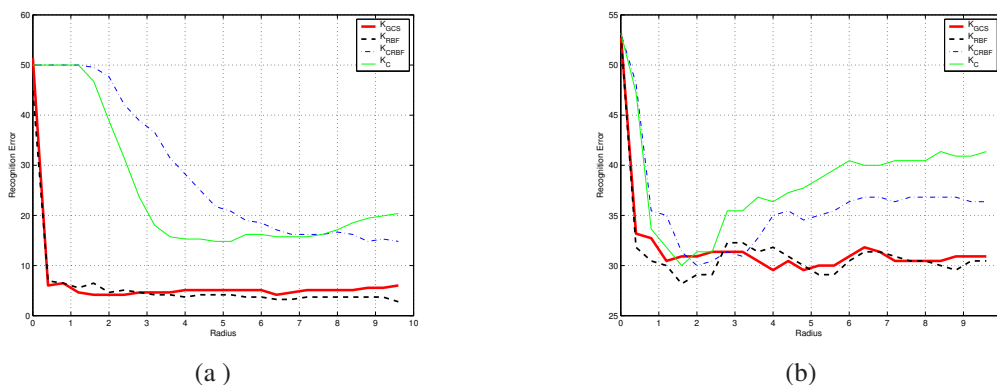 60
50
40
30
20
10
0
0 1 2 3 4 5 6 7 8 9 10
Recognition Error
Radius
K_GCS
K_RBF
K_CRBF
K_C
(a )
55
50
45
40
35
30
25
0 1 2 3 4 5 6 7 8 9
Recognition Error
Radius
K_GCS
K_RBF
K_CRBF
K_C
(b)